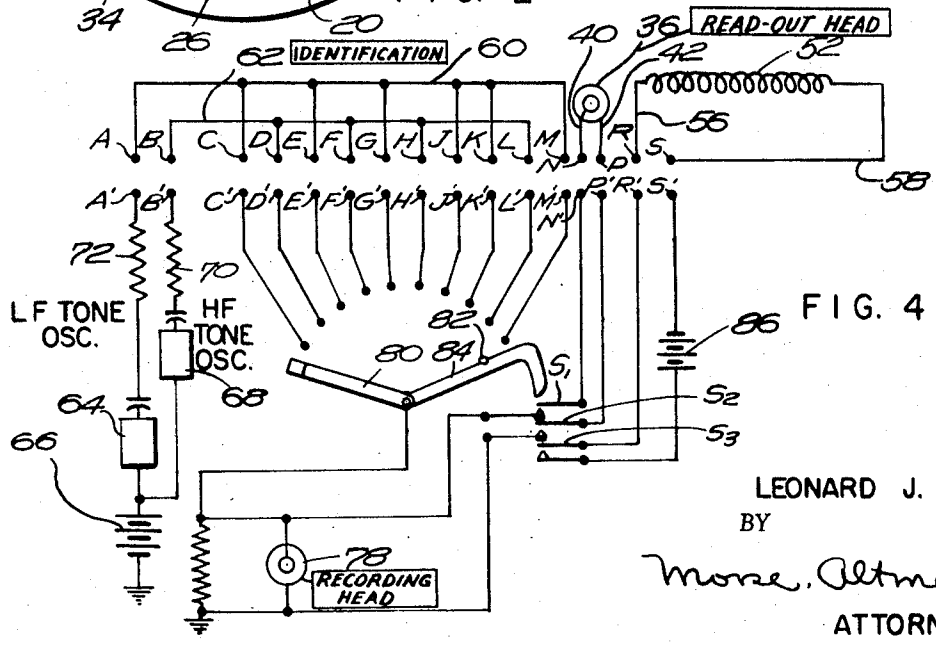 34
26
20
62 IDENTIFICATION 60
40 36 READ-OUT HEAD
42 52
A B C D E F G H J K L M N P R S
56
58
A' B' C' D' E' F' G' H' J' K' L' M' N' P' R' S'
72 70
LF TONE OSC.
HF TONE OSC.
68
64
66
82
80 84
S1
S2
S3
86
FIG. 4
78
RECORDING HEAD
LEONARD J.
BY
Morse, Altm
ATTORN